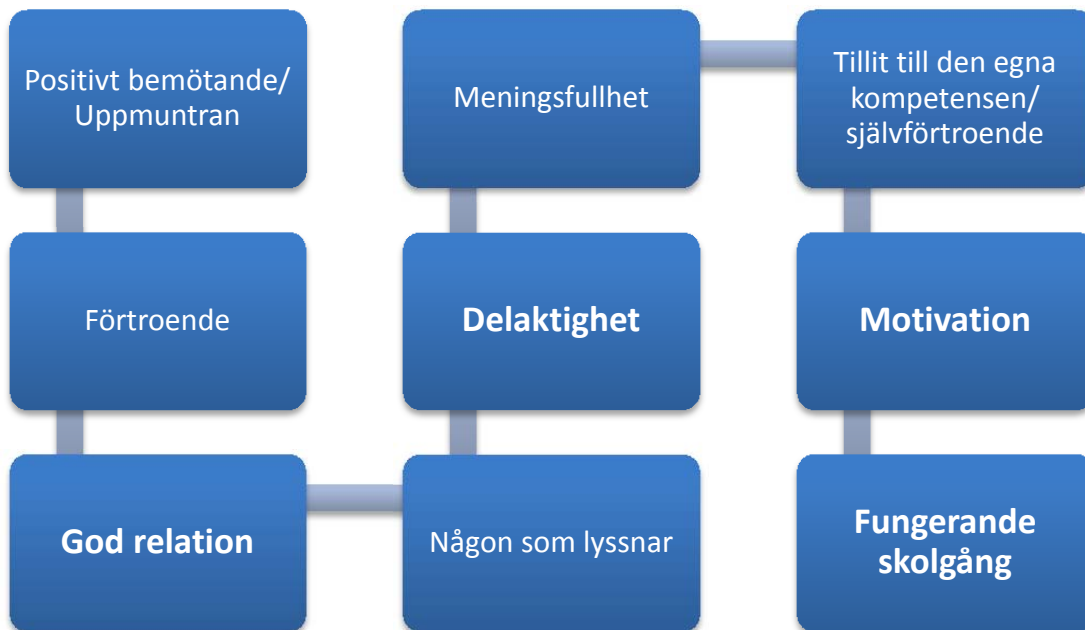 Positivt bemötande/
Uppmuntran
Förtroende
God relation
Någon som lyssnar
Delaktighet
Meningsfullhet
Tillit till den egna
kompetensen/
självförtroende
Motivation
Fungerande
skolgång